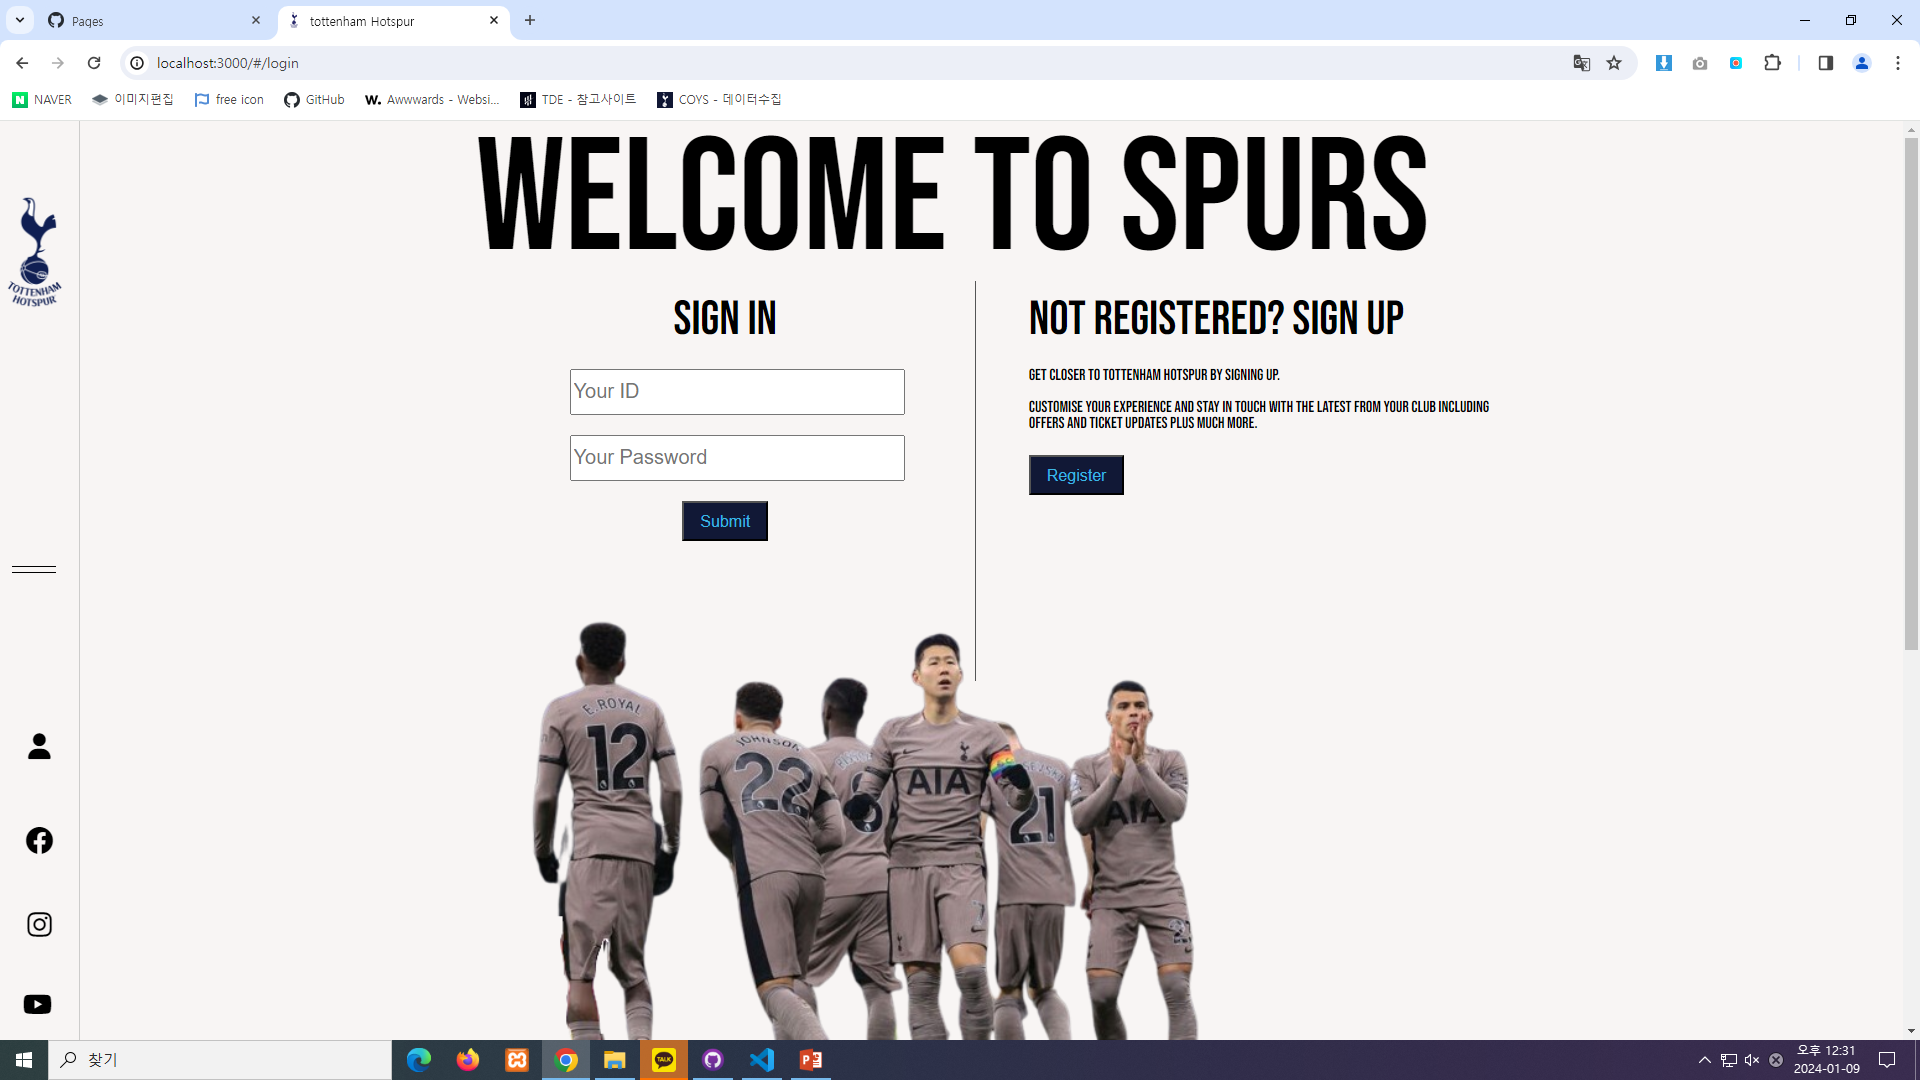 Pages
tottenham Hotspur
localhost:3000/#/login
NAVER
이미지편집
free icon
GitHub
W. Awwwards - Websi...
TDE - 참고사이트
COYS - 데이터수집
WELCOME TO SPURS
TOTTENHAM
HOTSPUR
SIGN IN
Your ID
Your Password
Submit
NOT REGISTERED? SIGN UP
GET CLOSER TO TOTTENHAM HOTSPUR BY SIGNING UP.
CUSTOMISE YOUR EXPERIENCE AND STAY IN TOUCH WITH THE LATEST FROM YOUR CLUB INCLUDING
OFFERS AND TICKET UPDATES PLUS MUCH MORE.
Register
E.ROYAL
12
JOHNSON
22
AIA
7
21
AIA
찾기
TALK
오후 12:31
2024-01-09